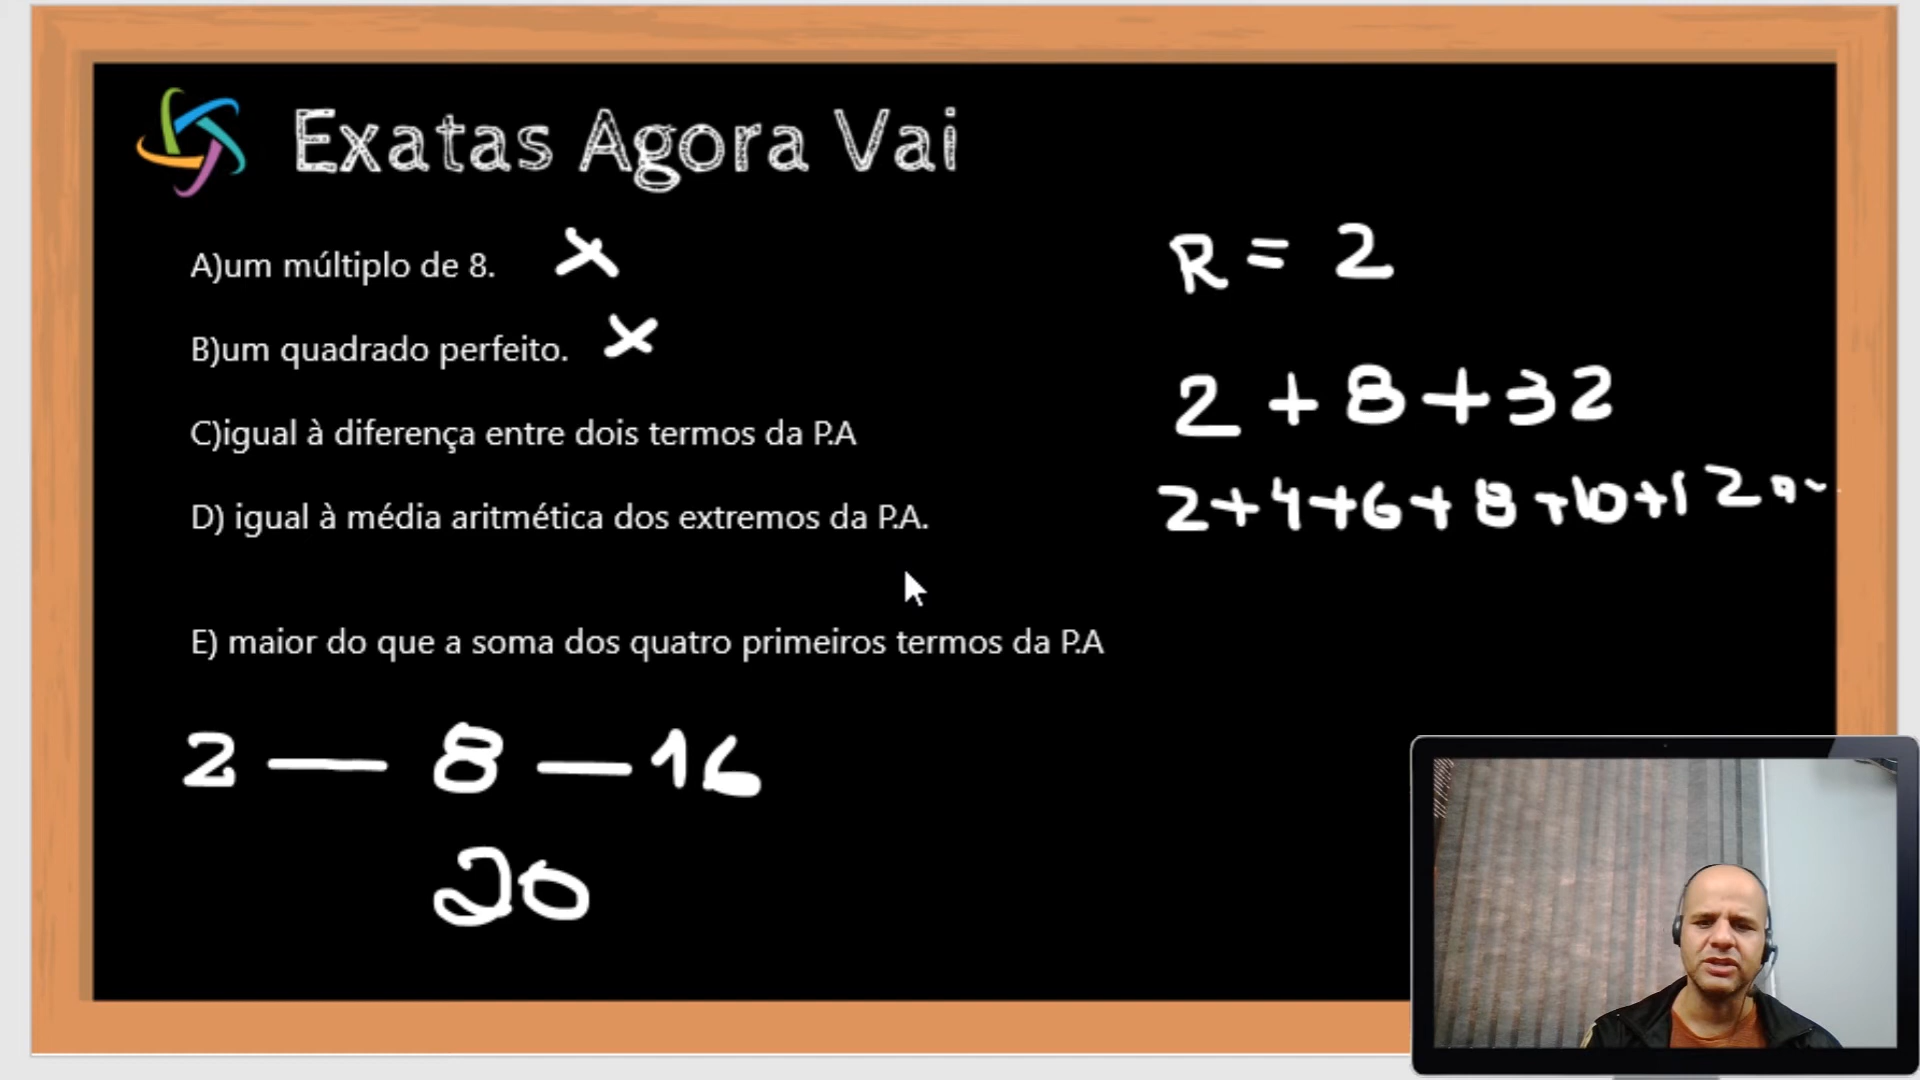 Exatas Agora Vai
A)um múltiplo de 8. X
B)um quadrado perfeito. X
C)igual à diferença entre dois termos da P.A
D) igual à média aritmética dos extremos da P.A.
E) maior do que a soma dos quatro primeiros termos da P.A
2 — 8 — 16
20
R = 2
2 + 8 + 32
2+4+6+8+10+12